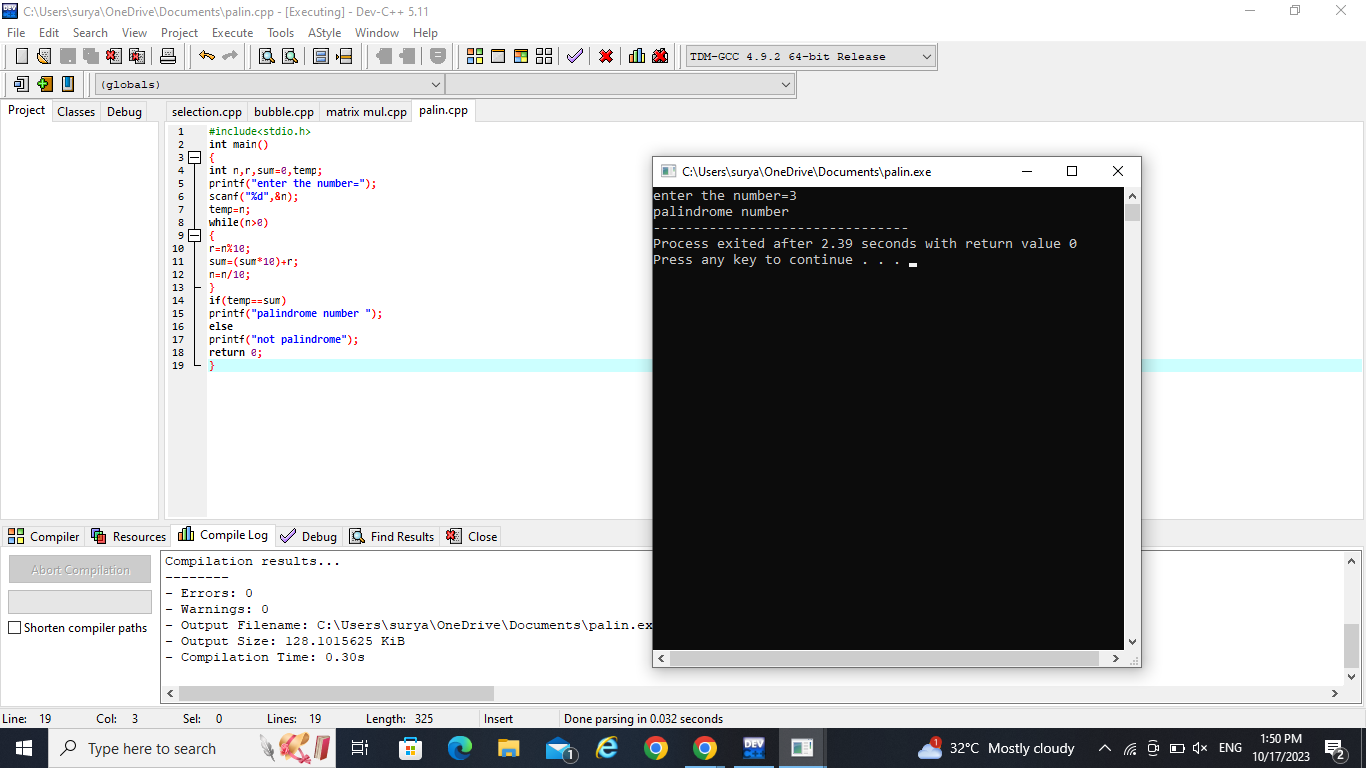 C:\Users\surya\OneDrive\Documents\palin.cpp - [Executing] - Dev-C++ 5.11
File Edit Search View Project Execute Tools AStyle Window Help
TDM-GCC 4.9.2 64-bit Release
(globals)
Project Classes Debug
selection.cpp bubble.cpp matrix mul.cpp palin.cpp
1 #include<stdio.h>
2 int main()
3 {
4 int n,r,sum=0,temp;
5 printf("enter the number=");
6 scanf("%d",&n);
7 temp=n;
8 while(n>0)
9 {
10 r=n%10;
11 sum=(sum*10)+r;
12 n=n/10;
13 }
14 if(temp==sum)
15 printf("palindrome number ");
16 else
17 printf("not palindrome");
18 return 0;
19 }
C:\Users\surya\OneDrive\Documents\palin.exe
enter the number=3
palindrome number
--------------------------------
Process exited after 2.39 seconds with return value 0
Press any key to continue . . .
Compiler Resources Compile Log Debug Find Results Close
Abort Compilation
Shorten compiler paths
Compilation results...
--------
- Errors: 0
- Warnings: 0
- Output Filename: C:\Users\surya\OneDrive\Documents\palin.ex
- Output Size: 128.1015625 KiB
- Compilation Time: 0.30s
Line: 19 Col: 3 Sel: 0 Lines: 19 Length: 325 Insert Done parsing in 0.032 seconds
Type here to search
DEV
1
1
32°C Mostly cloudy
ENG
1:50 PM
10/17/2023
2